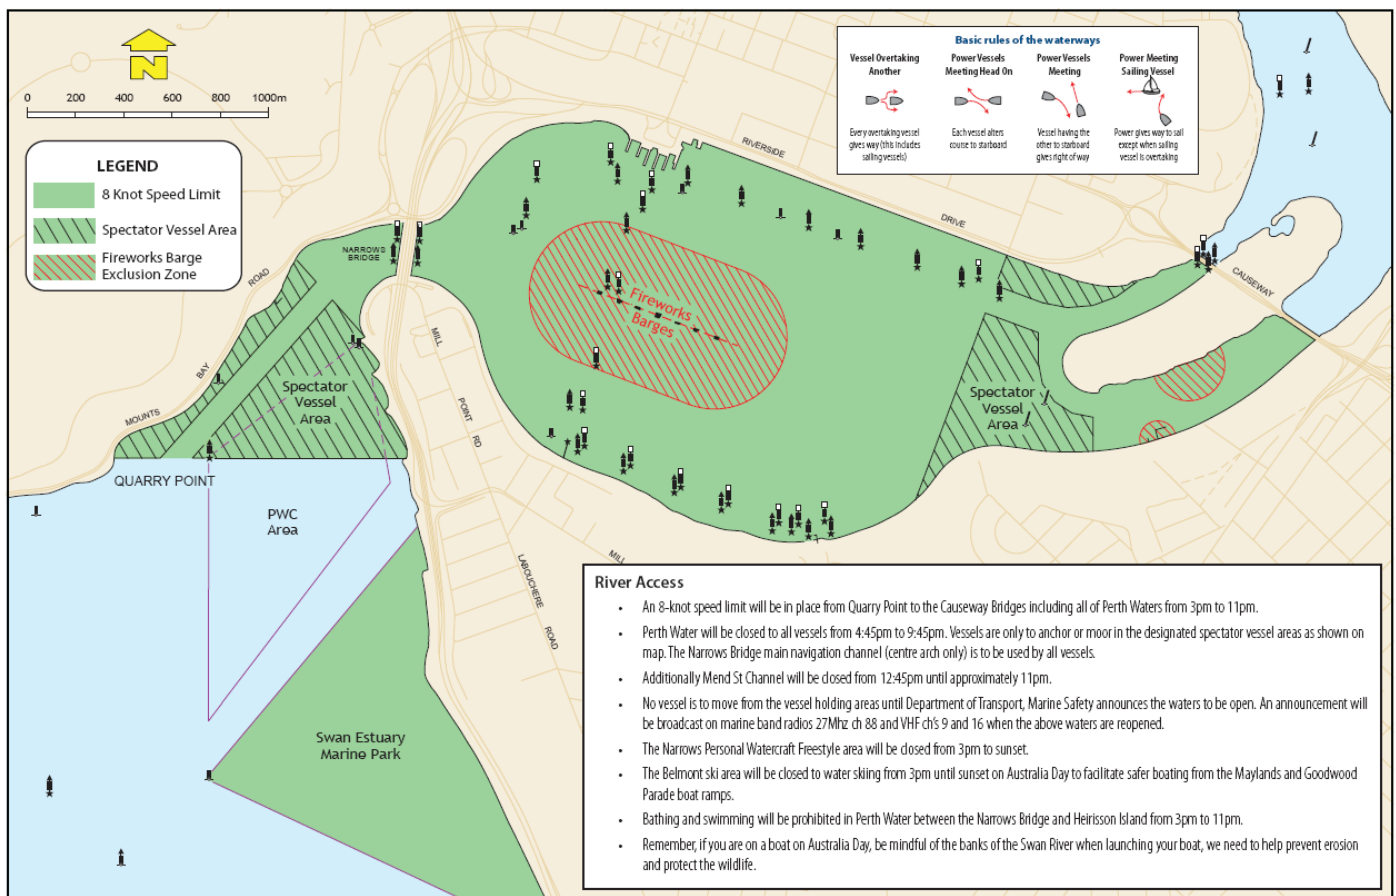 N
0 200 400 600 800 1000m
LEGEND
8 Knot Speed Limit
Spectator Vessel Area
Fireworks Barge
Exclusion Zone
Basic rules of the waterways
Vessel Overtaking
Another
Every overtaking vessel
gives way (this includes
sailing vessels)
Power Vessels
Meeting Head On
Each vessel alters
course to starboard
Power Vessels
Meeting
Vessel having the
other to starboard
gives right of way
Power Meeting
Sailing Vessel
Power gives way to sail
except when sailing
vessel is overtaking
RIVERSIDE
DRIVE
CAUSEWAY
NARROWS
BRIDGE
ROAD
BAY
MOUNTS
MILL
POINT RD
Fireworks
Barges
Spectator
Vessel
Area
Spectator
Vessel
Area
QUARRY POINT
PWC
Area
LABOUCHERE
ROAD
MILL
Swan Estuary
Marine Park
River Access
• An 8-knot speed limit will be in place from Quarry Point to the Causeway Bridges including all of Perth Waters from 3pm to 11pm.
• Perth Water will be closed to all vessels from 4:45pm to 9:45pm. Vessels are only to anchor or moor in the designated spectator vessel areas as shown on
map. The Narrows Bridge main navigation channel (centre arch only) is to be used by all vessels.
• Additionally Mend St Channel will be closed from 12:45pm until approximately 11pm.
• No vessel is to move from the vessel holding areas until Department of Transport, Marine Safety announces the waters to be open. An announcement will
be broadcast on marine band radios 27Mhz ch 88 and VHF ch's 9 and 16 when the above waters are reopened.
• The Narrows Personal Watercraft Freestyle area will be closed from 3pm to sunset.
• The Belmont ski area will be closed to water skiing from 3pm until sunset on Australia Day to facilitate safer boating from the Maylands and Goodwood
Parade boat ramps.
• Bathing and swimming will be prohibited in Perth Water between the Narrows Bridge and Heirisson Island from 3pm to 11pm.
• Remember, if you are on a boat on Australia Day, be mindful of the banks of the Swan River when launching your boat, we need to help prevent erosion
and protect the wildlife.